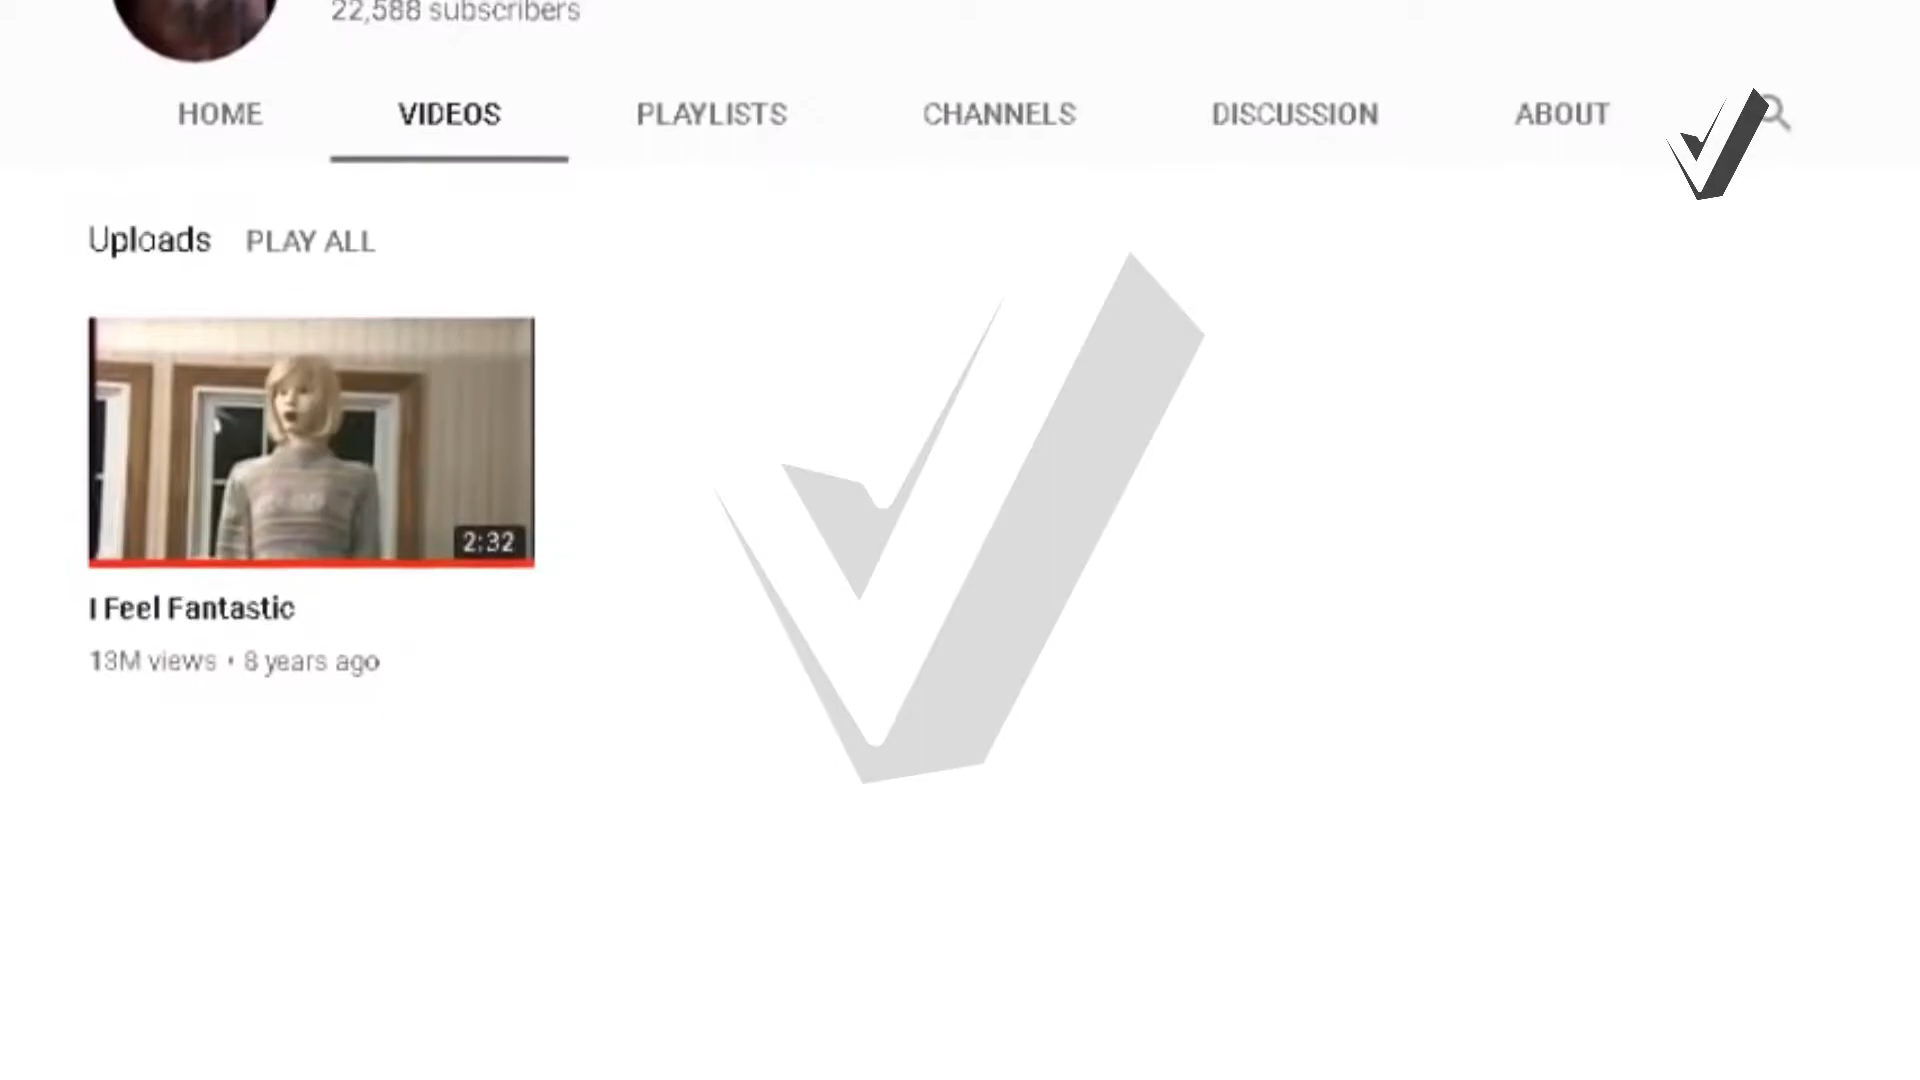 22,588 subscribers
HOME VIDEOS PLAYLISTS CHANNELS DISCUSSION ABOUT
Uploads PLAY ALL
2:32
I Feel Fantastic
13M views • 8 years ago